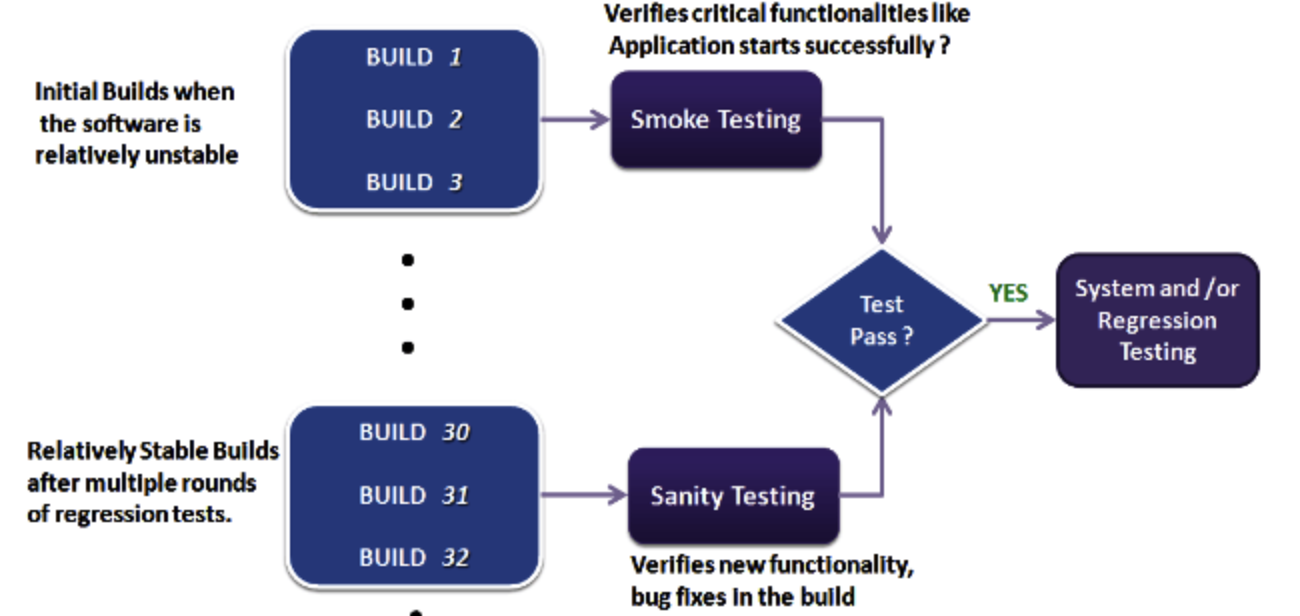 Verifies critical functionalities like
Application starts successfully ?
Initial Builds when
the software is
relatively unstable
BUILD 1
BUILD 2
BUILD 3
Smoke Testing
Test
Pass ?
YES
System and /or
Regression
Testing
Relatively Stable Builds
after multiple rounds
of regression tests.
BUILD 30
BUILD 31
BUILD 32
Sanity Testing
Verifies new functionality,
bug fixes in the build